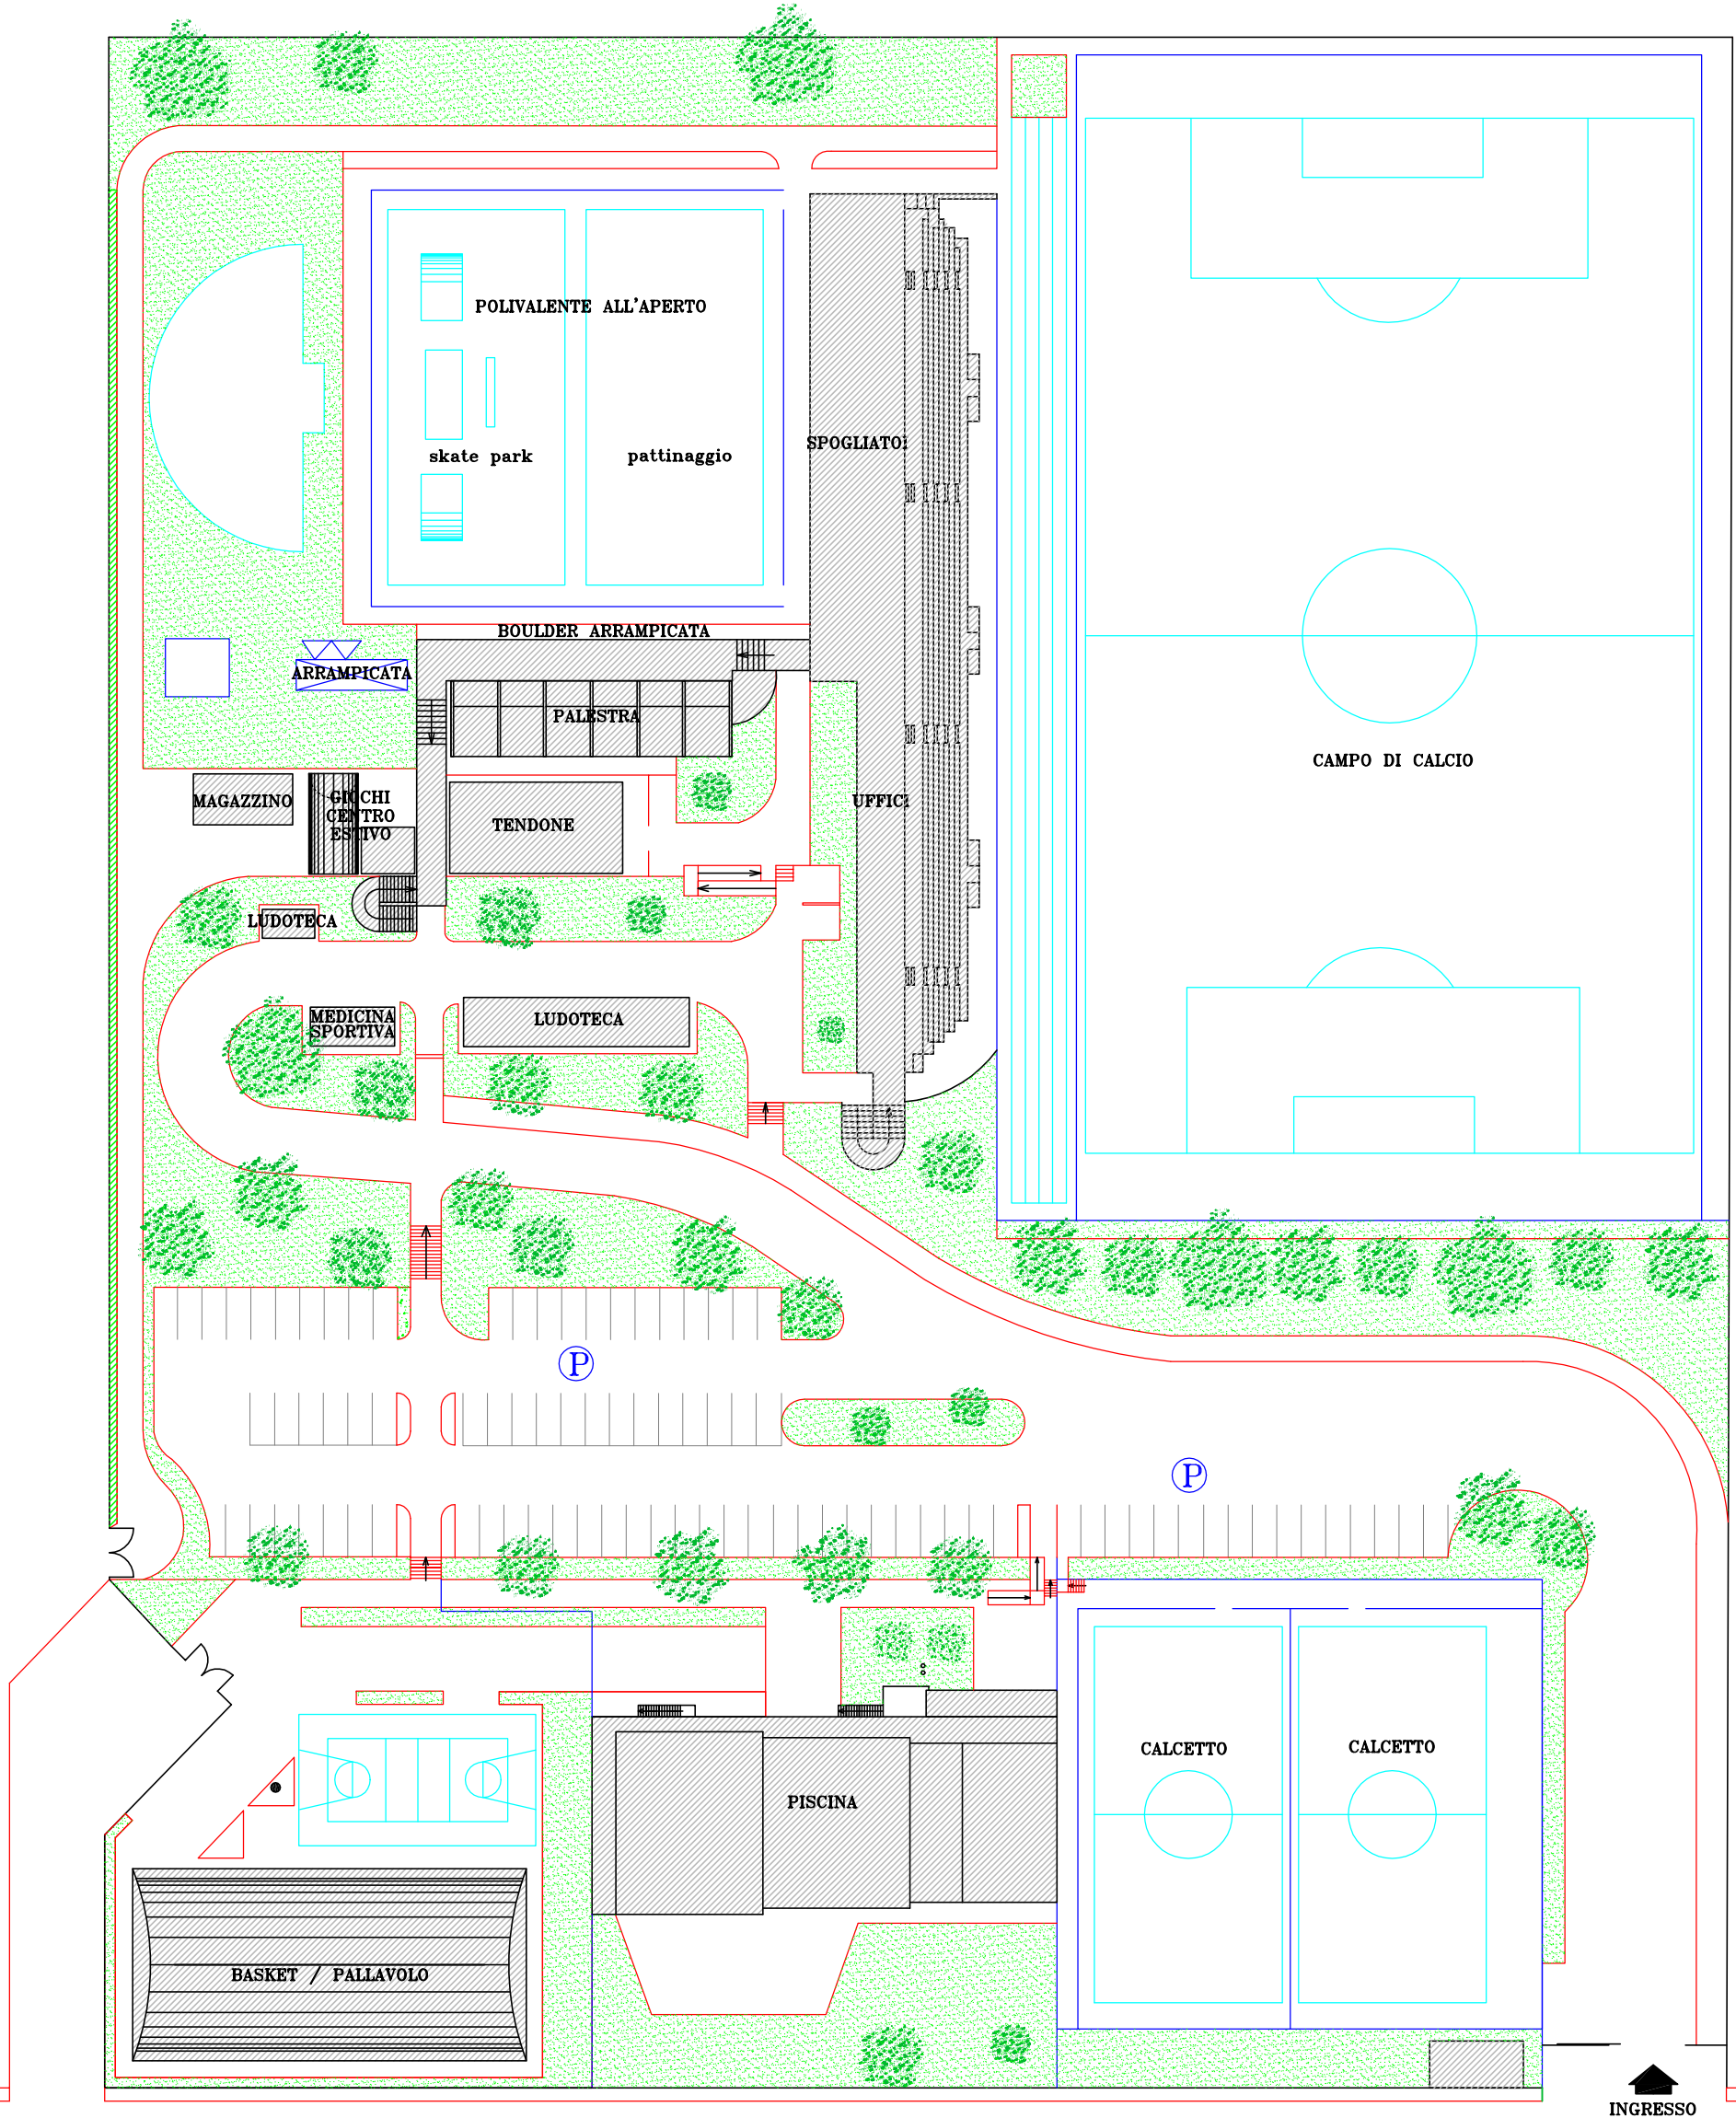 POLIVALENTE ALL'APERTO
SPOGLIATOI
skate park
pattinaggio
BOULDER ARRAMPICATA
ARRAMPICATA
PALESTRA
CAMPO DI CALCIO
MAGAZZINO
GIOCHI
CENTRO
ESTIVO
TENDONE
UFFICI
LUDOTECA
MEDICINA
SPORTIVA
LUDOTECA
P
P
CALCETTO
CALCETTO
PISCINA
BASKET / PALLAVOLO
INGRESSO